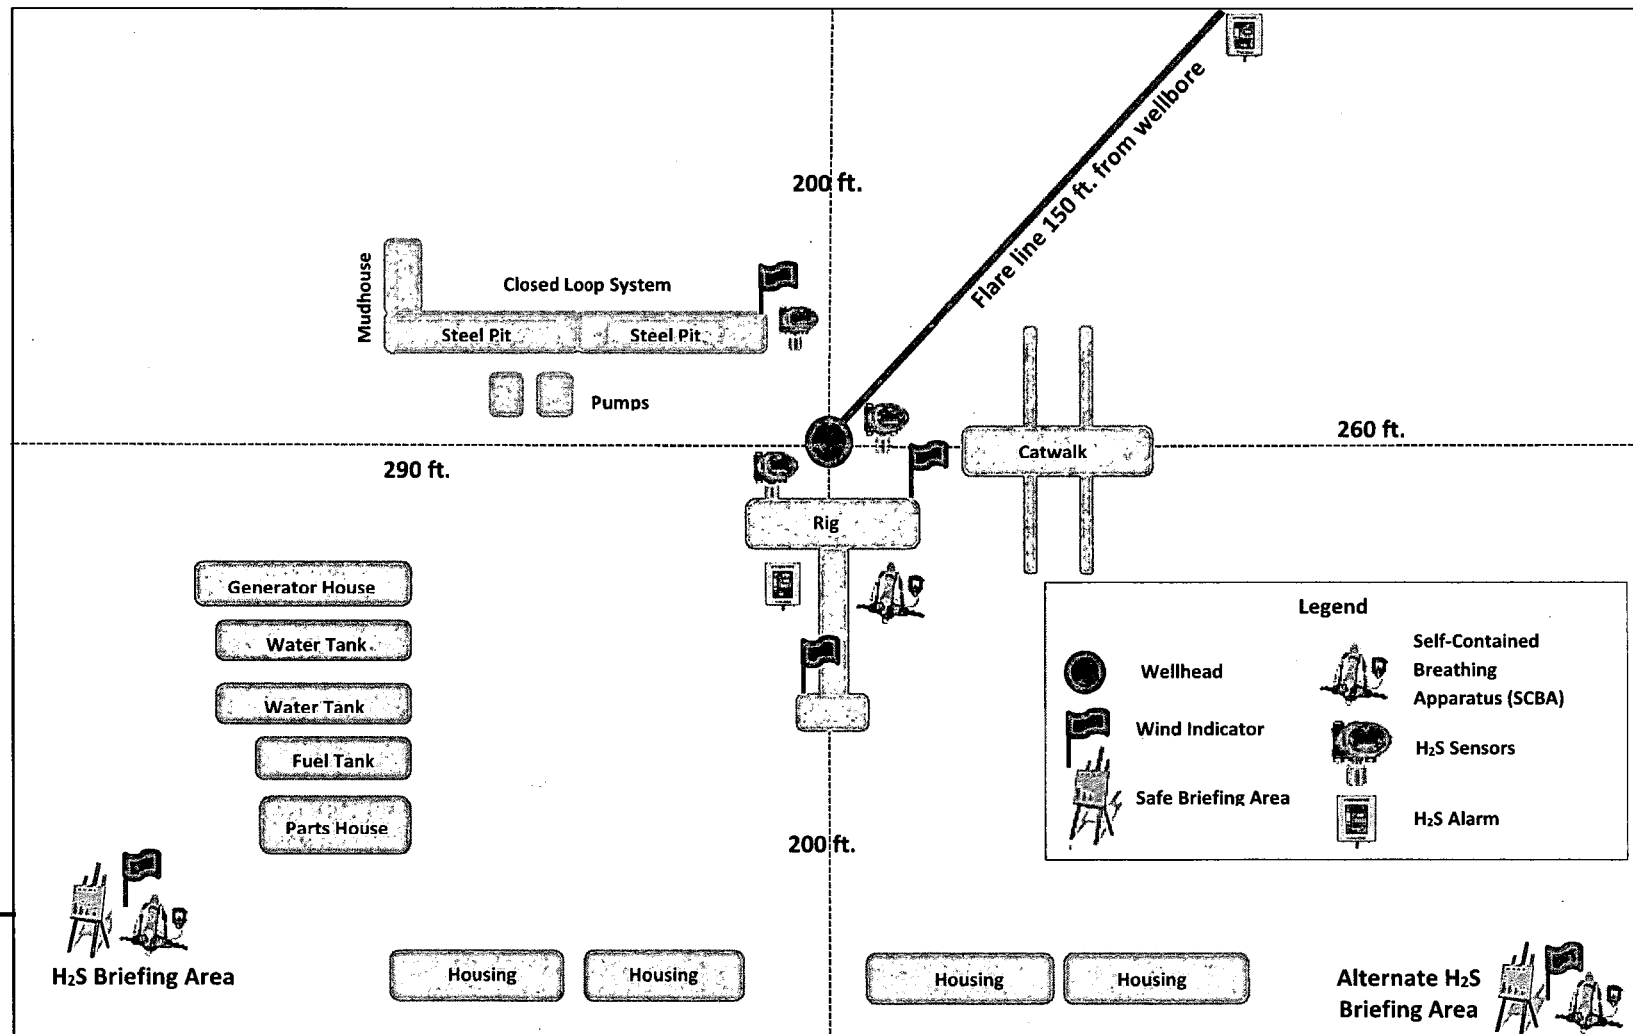 200 ft.
Flare line 150 ft. from wellbore
Mudhouse
Closed Loop System
Steel Pit
Steel Pit
Pumps
260 ft.
290 ft.
Catwalk
Rig
Generator House
Water Tank
Water Tank
Fuel Tank
Parts House
200 ft.
Legend
Wellhead
Wind Indicator
Safe Briefing Area
Self-Contained
Breathing
Apparatus (SCBA)
H₂S Sensors
H₂S Alarm
H₂S Briefing Area
Housing
Housing
Housing
Housing
Alternate H₂S
Briefing Area